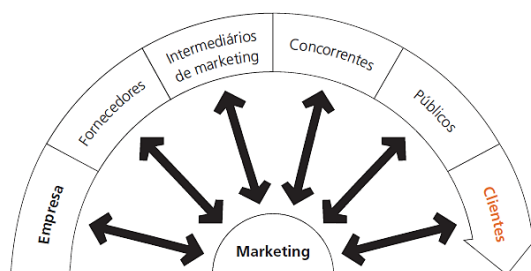 Empresa
Fornecedores
Intermediários
de marketing
Concorrentes
Públicos
Clientes
Marketing